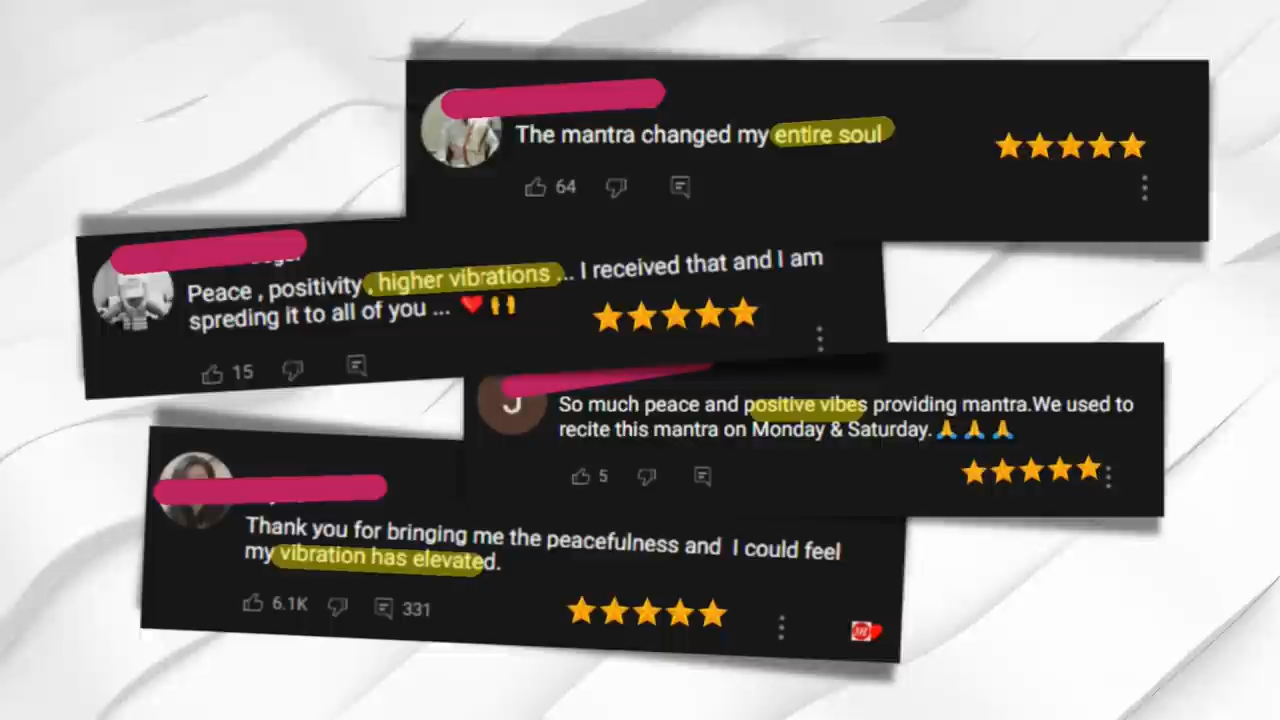 The mantra changed my entire soul
64
Peace , positivity , higher vibrations ... I received that and I am
spreding it to all of you ... ❤️🙌
15
J
So much peace and positive vibes providing mantra.We used to
recite this mantra on Monday & Saturday. 🙏 🙏 🙏
5
Thank you for bringing me the peacefulness and I could feel
my vibration has elevated.
6.1K 331